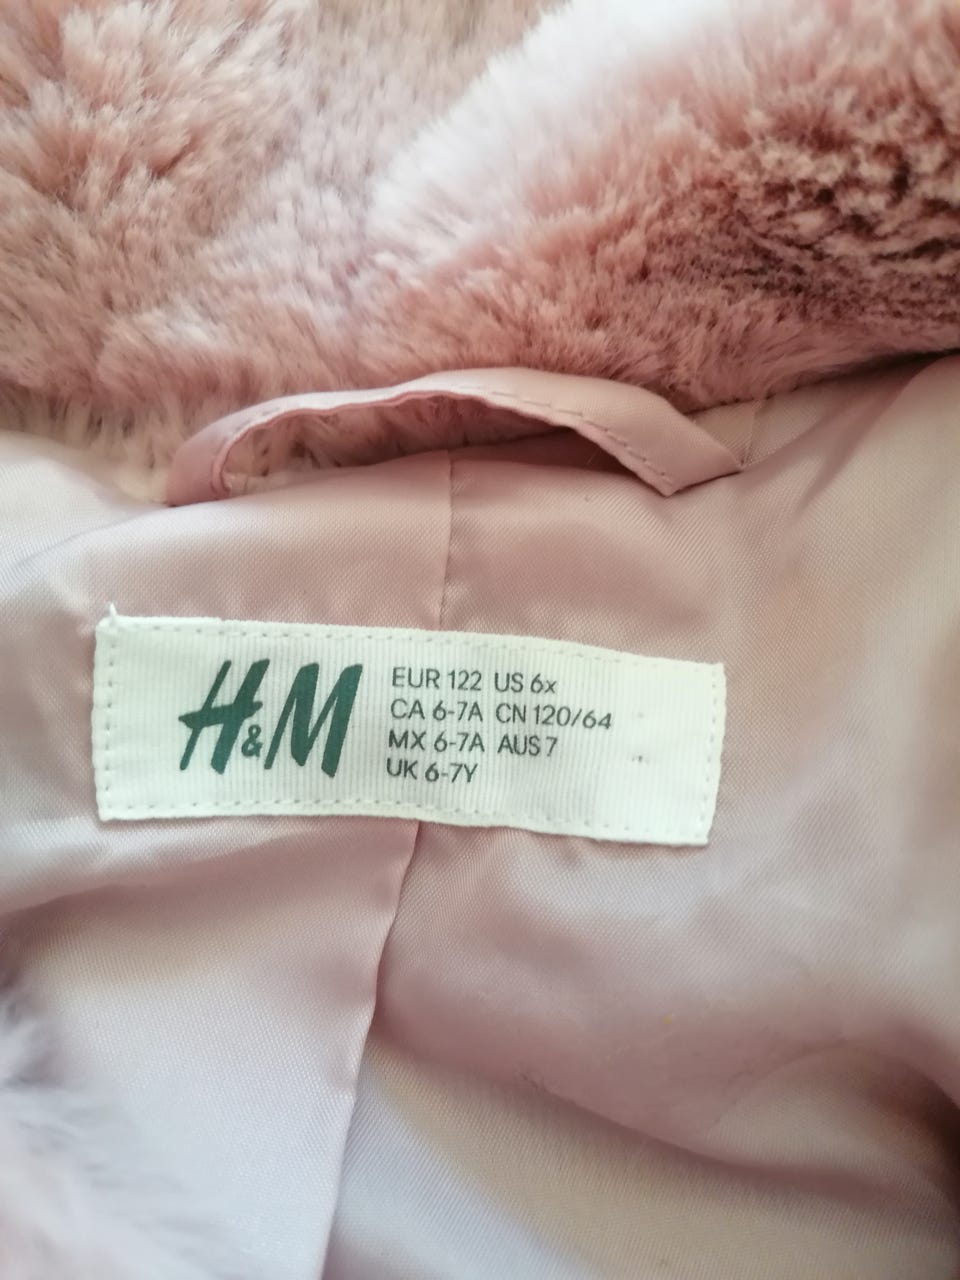 H&M
EUR 122 US 6x
CA 6-7A CN 120/64
MX 6-7A AUS 7
UK 6-7Y